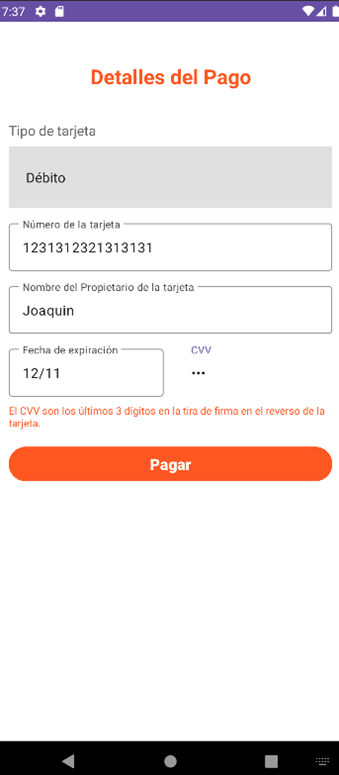 7:37
Detalles del Pago
Tipo de tarjeta
Débito
Número de la tarjeta
1231312321313131
Nombre del Propietario de la tarjeta
Joaquin
Fecha de expiración
CVV
12/11
•••
El CVV son los últimos 3 dígitos en la tira de firma en el reverso de la
tarjeta.
Pagar